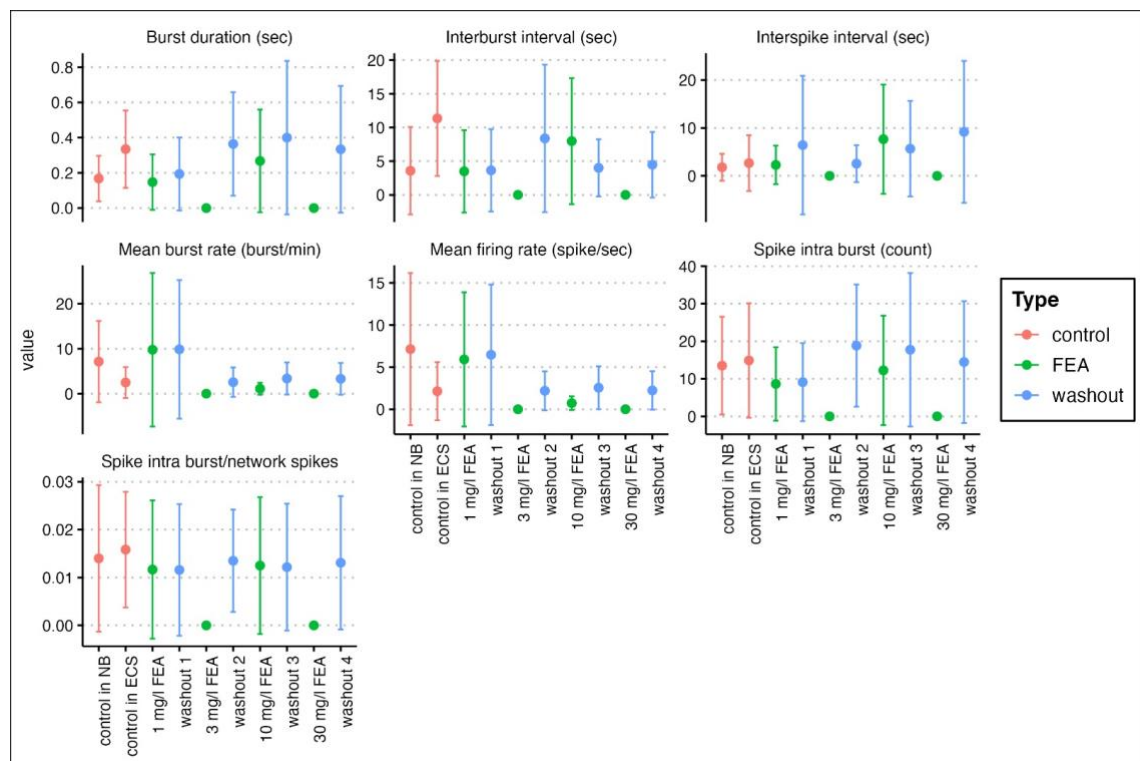 Burst duration (sec)
Interburst interval (sec)
Interspike interval (sec)
0.8
0.6
0.4
0.2
0.0
20
15
10
5
0
20
10
0
Mean burst rate (burst/min)
Mean firing rate (spike/sec)
Spike intra burst (count)
value
20
10
0
15
10
5
0
40
30
20
10
0
Type
control
FEA
washout
Spike intra burst/network spikes
0.03
0.02
0.01
0.00
control in NB
control in ECS
1 mg/l FEA
washout 1
3 mg/l FEA
washout 2
10 mg/l FEA
washout 3
30 mg/l FEA
washout 4
control in NB
control in ECS
1 mg/l FEA
washout 1
3 mg/l FEA
washout 2
10 mg/l FEA
washout 3
30 mg/l FEA
washout 4
control in NB
control in ECS
1 mg/l FEA
washout 1
3 mg/l FEA
washout 2
10 mg/l FEA
washout 3
30 mg/l FEA
washout 4